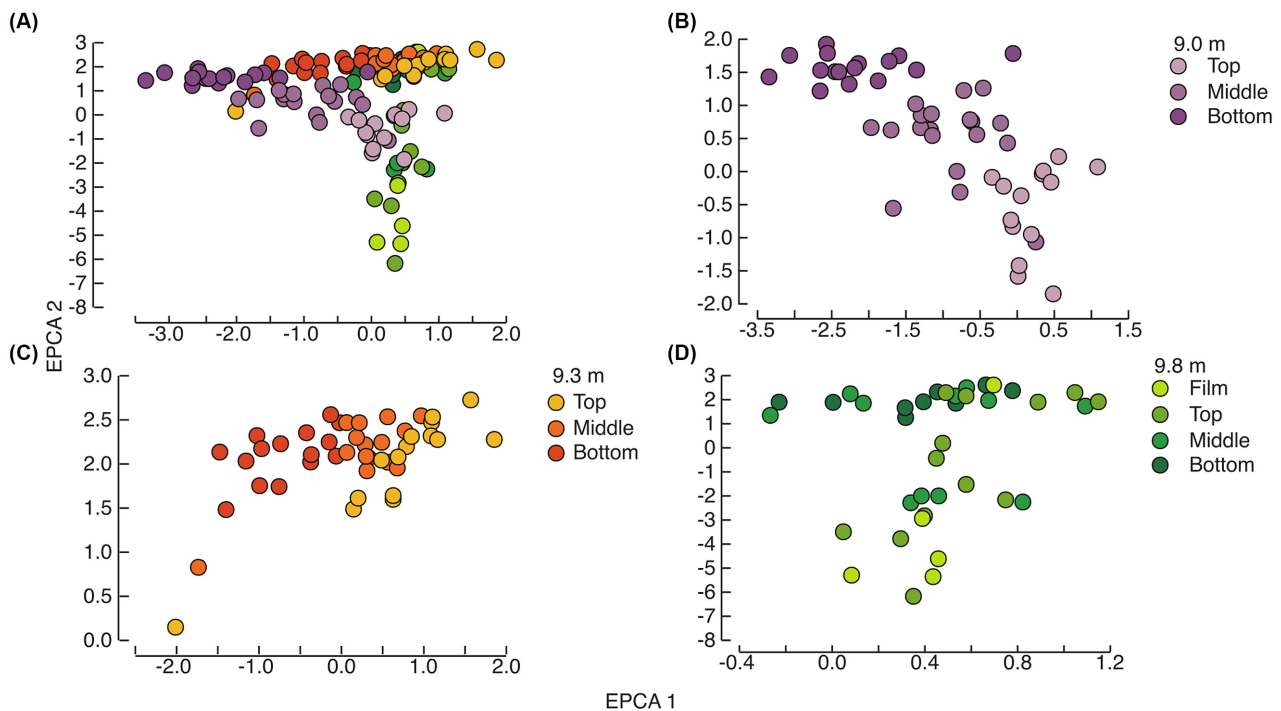 (A)
3
2
1
0
-1
-2
-3
-4
-5
-6
-7
-8
-3.0 -2.0 -1.0 0.0 1.0 2.0
(B)
9.0 m
Top
Middle
Bottom
2.0
1.5
1.0
0.5
0.0
-0.5
-1.0
-1.5
-2.0
-3.5 -2.5 -1.5 -0.5 0.5 1.5
EPCA 2
(C)
9.3 m
Top
Middle
Bottom
3.0
2.5
2.0
1.5
1.0
0.5
0.0
-2.0 -1.0 0.0 1.0 2.0
(D)
9.8 m
Film
Top
Middle
Bottom
3
2
1
0
-1
-2
-3
-4
-5
-6
-7
-8
-0.4 0.0 0.4 0.8 1.2
EPCA 1